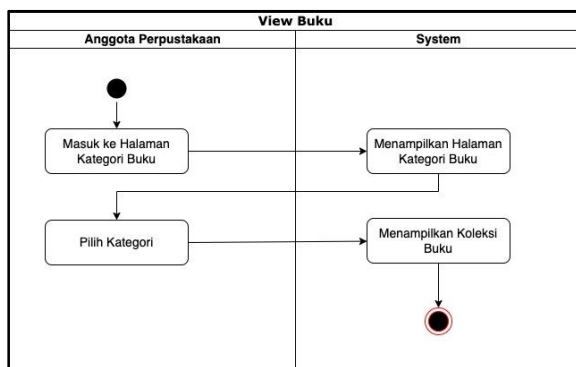 View Buku
Anggota Perpustakaan
System
Masuk ke Halaman
Kategori Buku
Menampilkan Halaman
Kategori Buku
Pilih Kategori
Menampilkan Koleksi
Buku